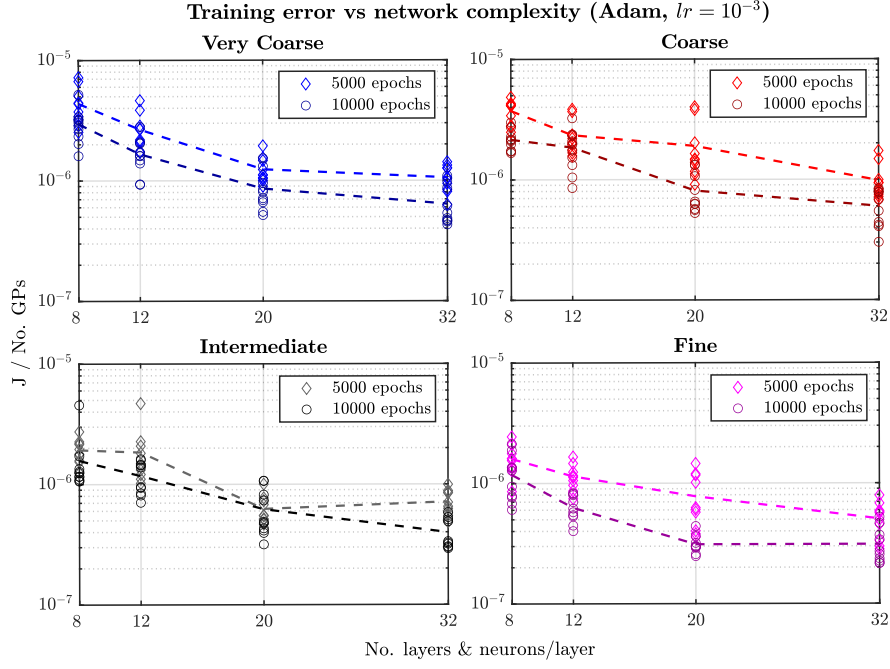 Training error vs network complexity (Adam, lr = 10⁻³)
Very Coarse
10⁻⁵
10⁻⁶
10⁻⁷
5000 epochs
10000 epochs
8 12 20 32
Coarse
10⁻⁵
10⁻⁶
10⁻⁷
5000 epochs
10000 epochs
8 12 20 32
J / No. GPs
Intermediate
10⁻⁵
10⁻⁶
10⁻⁷
5000 epochs
10000 epochs
8 12 20 32
Fine
10⁻⁵
10⁻⁶
10⁻⁷
5000 epochs
10000 epochs
8 12 20 32
No. layers & neurons/layer